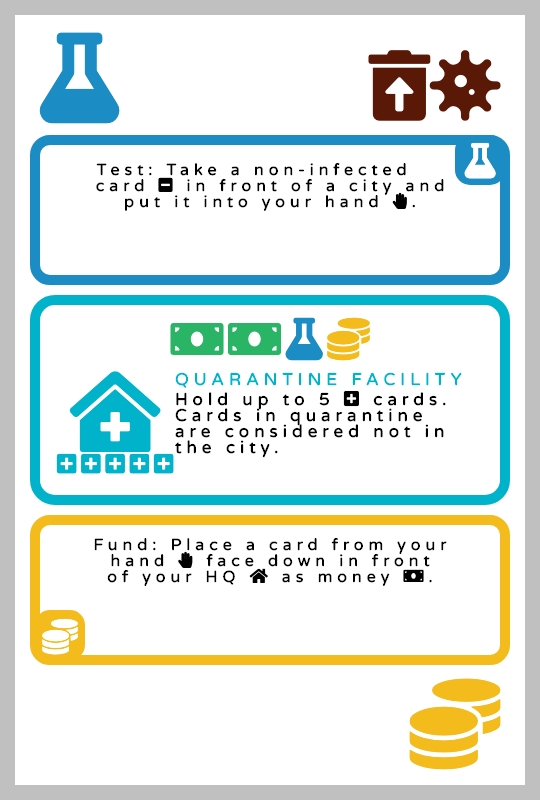 Test: Take a non-infected
card in front of a city and
put it into your hand .
QUARANTINE FACILITY
Hold up to 5 cards.
Cards in quarantine
are considered not in
the city.
Fund: Place a card from your
hand face down in front
of your HQ as money .